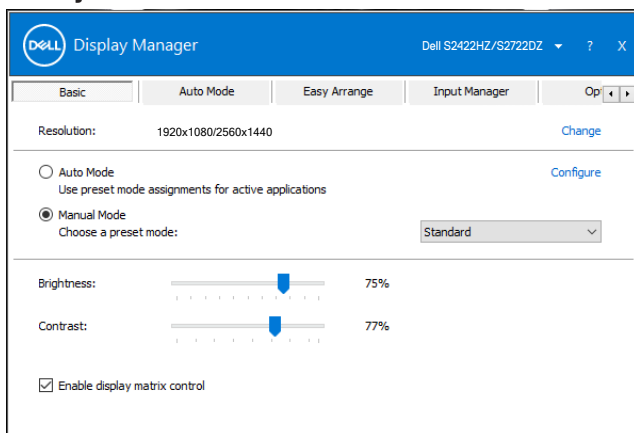 DELL Display Manager Dell S2422HZ/S2722DZ ? X
Basic Auto Mode Easy Arrange Input Manager Op
Resolution: 1920x1080/2560x1440 Change
Auto Mode Configure
Use preset mode assignments for active applications
Manual Mode
Choose a preset mode: Standard
Brightness: 75%
Contrast: 77%
Enable display matrix control